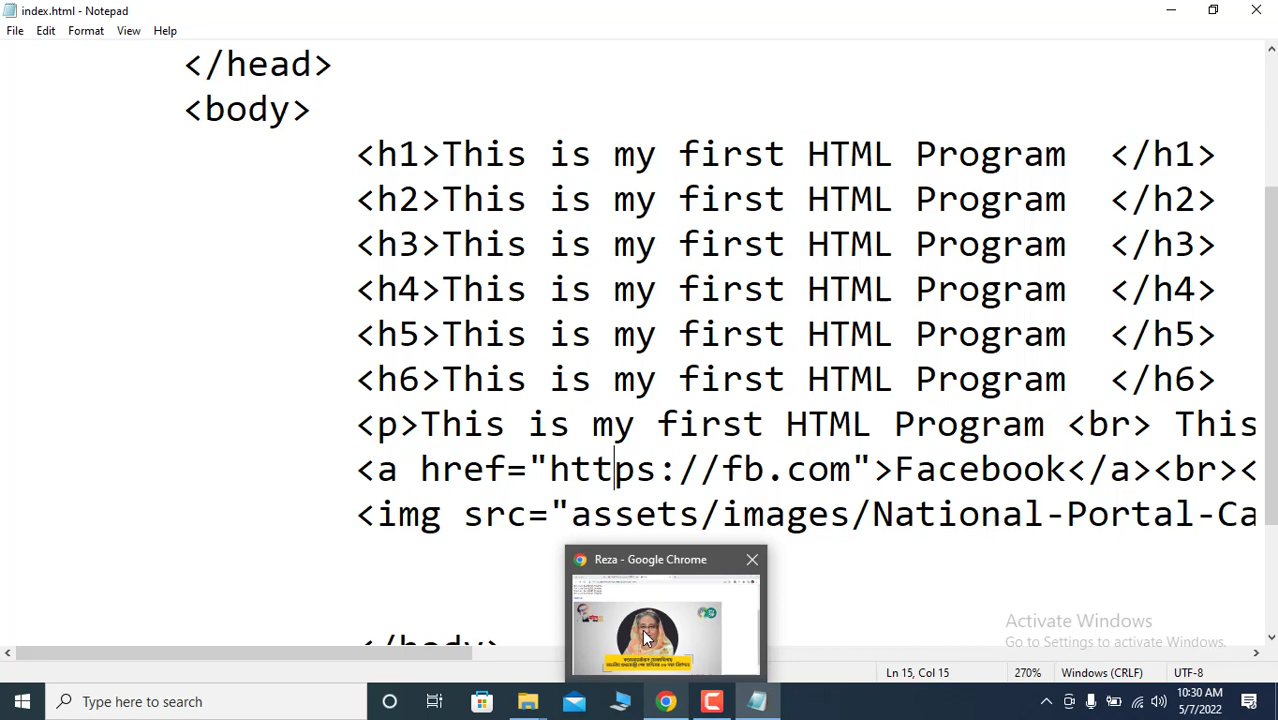 index.html - Notepad
File Edit Format View Help
</head>
<body>
<h1>This is my first HTML Program </h1>
<h2>This is my first HTML Program </h2>
<h3>This is my first HTML Program </h3>
<h4>This is my first HTML Program </h4>
<h5>This is my first HTML Program </h5>
<h6>This is my first HTML Program </h6>
<p>This is my first HTML Program <br> This
<a href="https://fb.com">Facebook</a><br><
<img src="assets/images/National-Portal-Ca
Reza - Google Chrome
Activate Windows
Go to Settings to activate Windows.
</body>
Ln 15, Col 15 270% Windows (CRLF) UTF-8
Type here to search
10:30 AM
5/7/2022